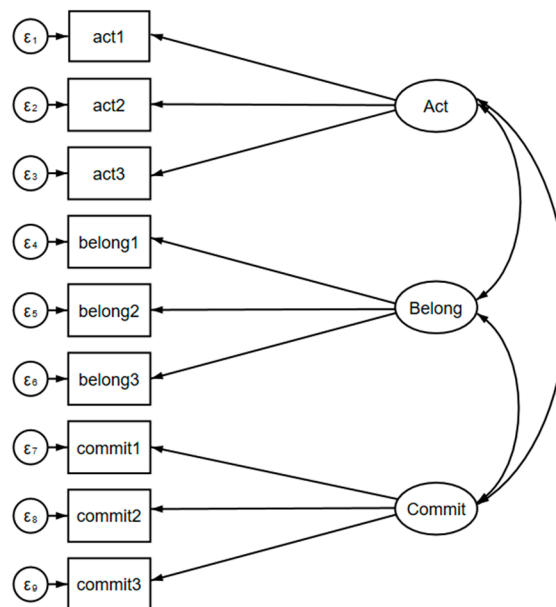 ε₁ act1
ε₂ act2 Act
ε₃ act3
ε₄ belong1
ε₅ belong2 Belong
ε₆ belong3
ε₇ commit1
ε₈ commit2 Commit
ε₉ commit3